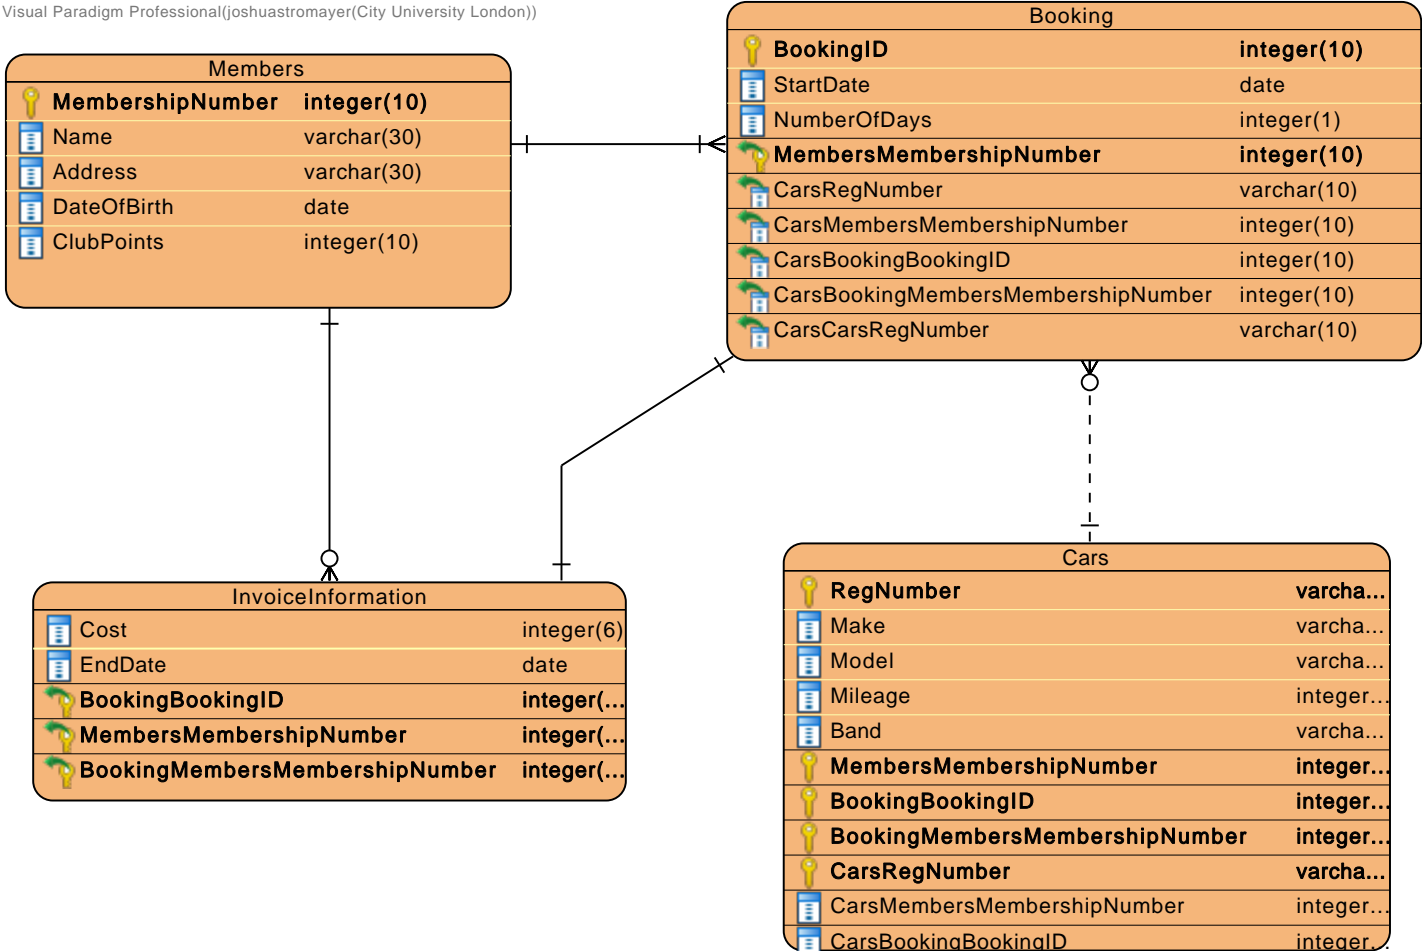 Visual Paradigm Professional(joshuastromayer(City University London))
Booking
BookingID integer(10)
StartDate date
NumberOfDays integer(1)
MembersMembershipNumber integer(10)
CarsRegNumber varchar(10)
CarsMembersMembershipNumber integer(10)
CarsBookingBookingID integer(10)
CarsBookingMembersMembershipNumber integer(10)
CarsCarsRegNumber varchar(10)
Members
MembershipNumber integer(10)
Name varchar(30)
Address varchar(30)
DateOfBirth date
ClubPoints integer(10)
InvoiceInformation
Cost integer(6)
EndDate date
BookingBookingID integer(...
MembersMembershipNumber integer(...
BookingMembersMembershipNumber integer(...
Cars
RegNumber varcha...
Make varcha...
Model varcha...
Mileage integer...
Band varcha...
MembersMembershipNumber integer...
BookingBookingID integer...
BookingMembersMembershipNumber integer...
CarsRegNumber varcha...
CarsMembersMembershipNumber integer...
CarsBookingBookingID integer...